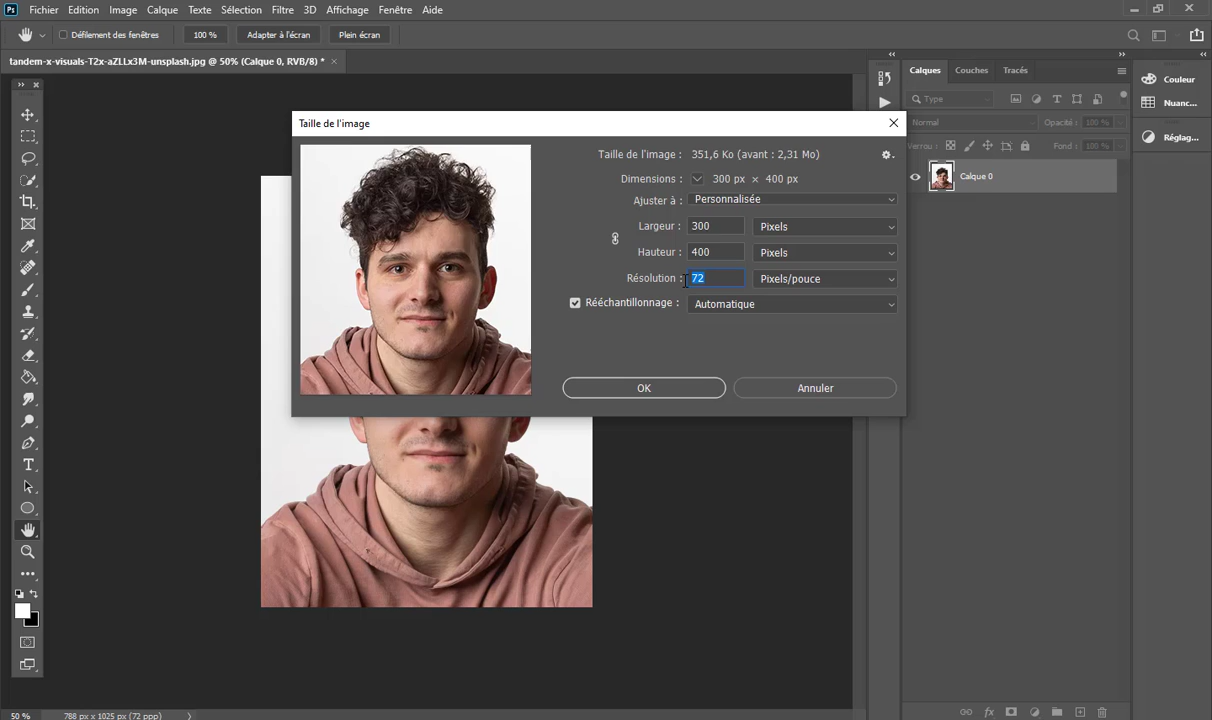 Ps Fichier Edition Image Calque Texte Sélection Filtre 3D Affichage Fenêtre Aide
Défilement des fenêtres 100 % Adapter à l'écran Plein écran
tandem-x-visuals-T2x-aZLLx3M-unsplash.jpg @ 50% (Calque 0, RVB/8) * ×
Calques Couches Tracés
Couleur
Type
Nuanc...
Normal Opacité : 100 %
Réglag...
Verrou : Fond : 100 %
Calque 0
Taille de l'image
Taille de l'image : 351,6 Ko (avant : 2,31 Mo)
Dimensions : 300 px × 400 px
Ajuster à : Personnalisée
Largeur : 300 Pixels
Hauteur : 400 Pixels
Résolution : 72 Pixels/pouce
Rééchantillonnage : Automatique
OK Annuler
50 % 788 px x 1025 px (72 ppp)